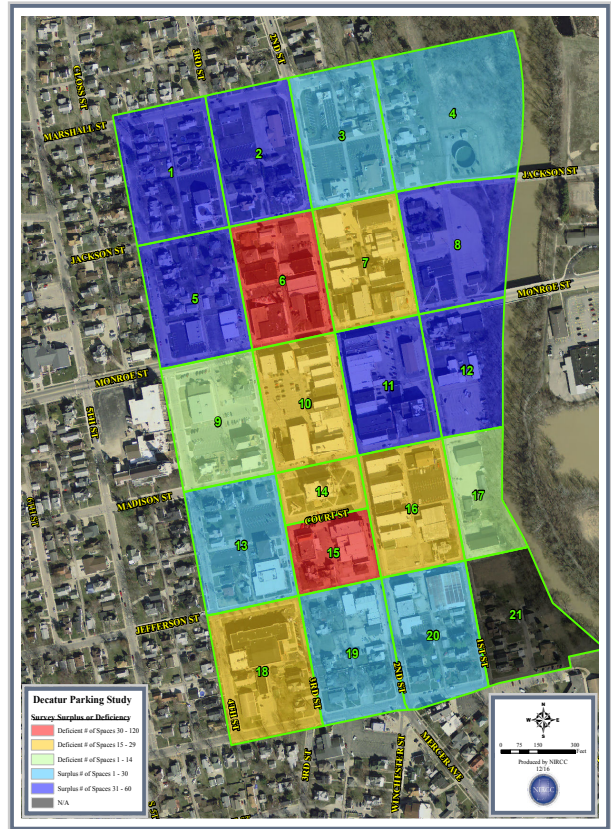 2ND ST
3RD ST
CLOSS ST
MARSHALL ST
4
3
2
1
JACKSON ST
JACKSON ST
7
8
6
5
MONROE ST
MONROE ST
12
11
10
9
5TH ST
14
17
6TH ST
MADISON ST
COURT ST
16
13
15
JEFFERSON ST
21
20
1ST ST
19
18
2ND ST
3RD ST
4TH ST
MERCER AVE
WINCHESTER ST
3RD ST
Decatur Parking Study
Survey Surplus or Deficiency
Deficient # of Spaces 30 - 120
Deficient # of Spaces 15 - 29
Deficient # of Spaces 1 - 14
Surplus # of Spaces 1 - 30
Surplus # of Spaces 31 - 60
N/A
N
W E
S
0 75 150 300
Feet
Produced by NIRCC
12/16
NIRCC